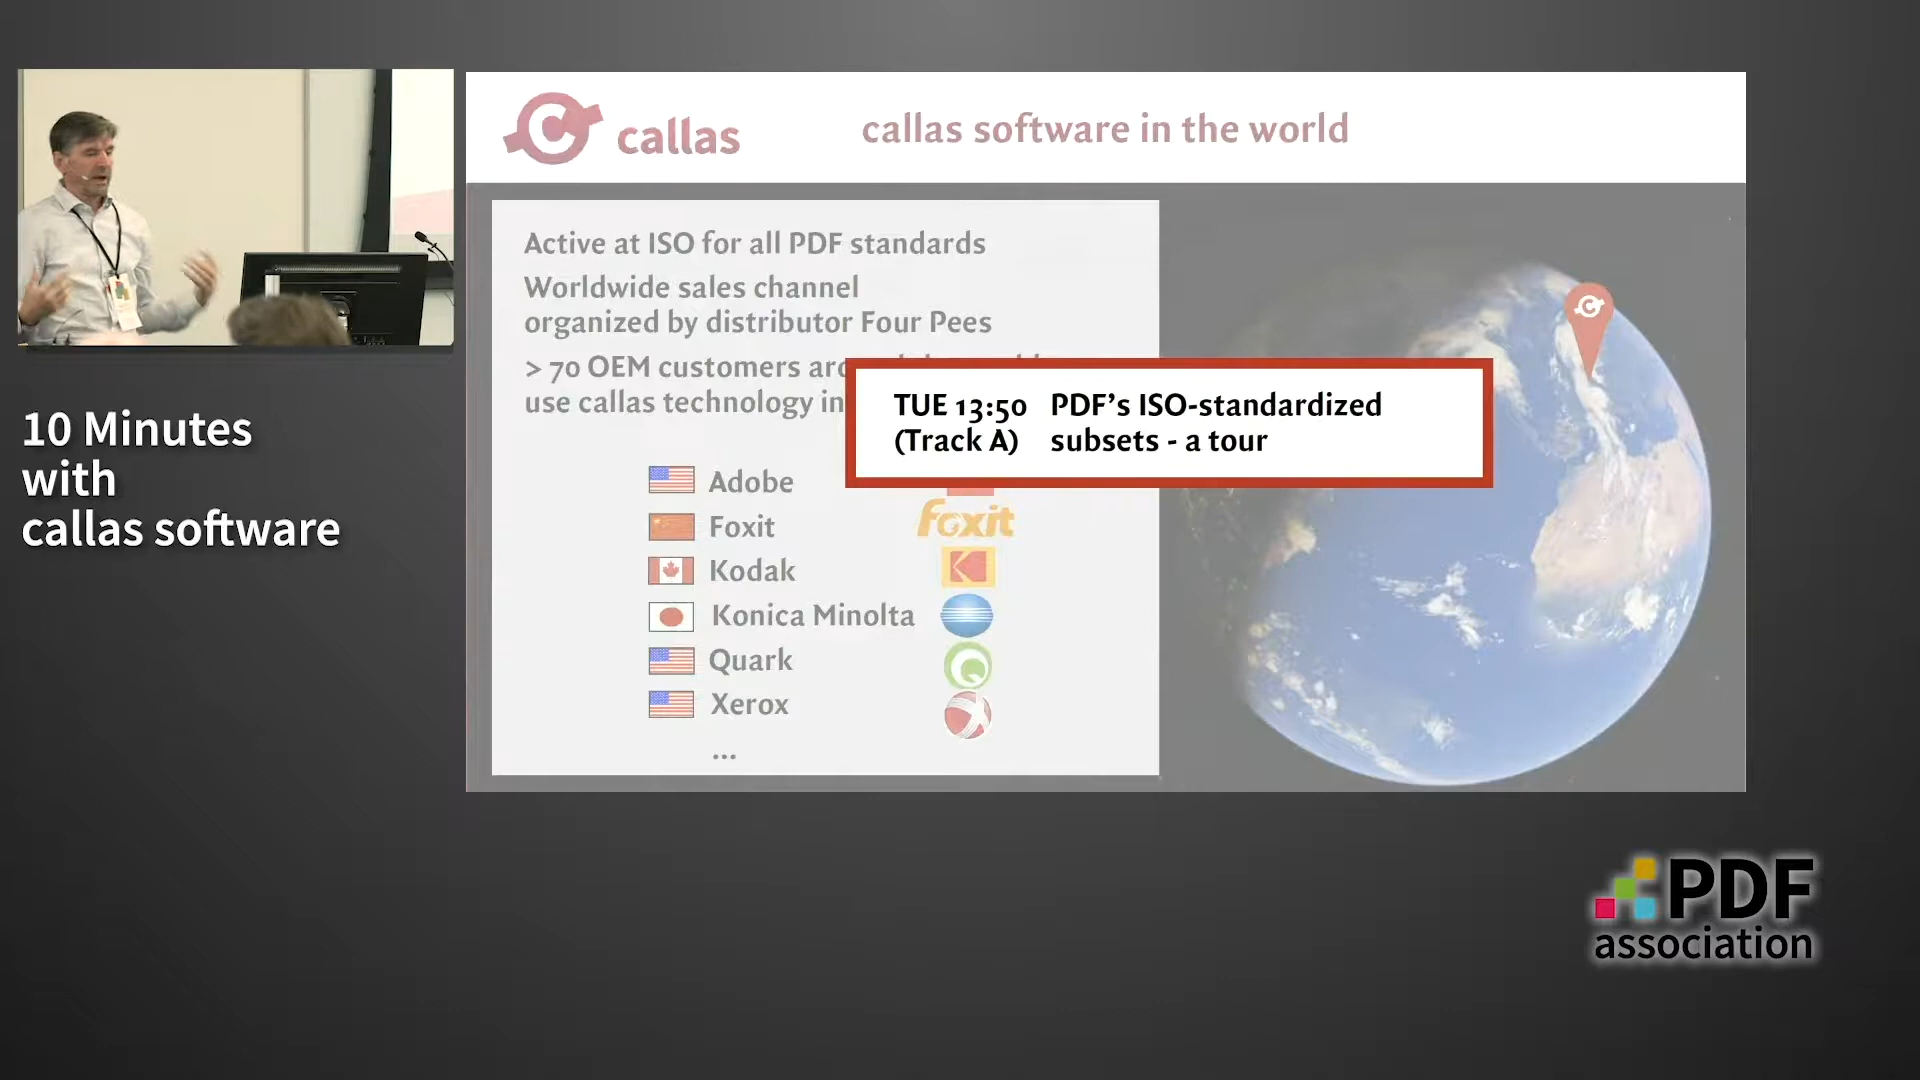 callas
callas software in the world
Active at ISO for all PDF standards
Worldwide sales channel
organized by distributor Four Pees
> 70 OEM customers
use callas technology in
TUE 13:50 PDF's ISO-standardized
(Track A) subsets - a tour
Adobe
Foxit
foxit
Kodak
Konica Minolta
Quark
Xerox
...
10 Minutes
with
callas software
PDF
association